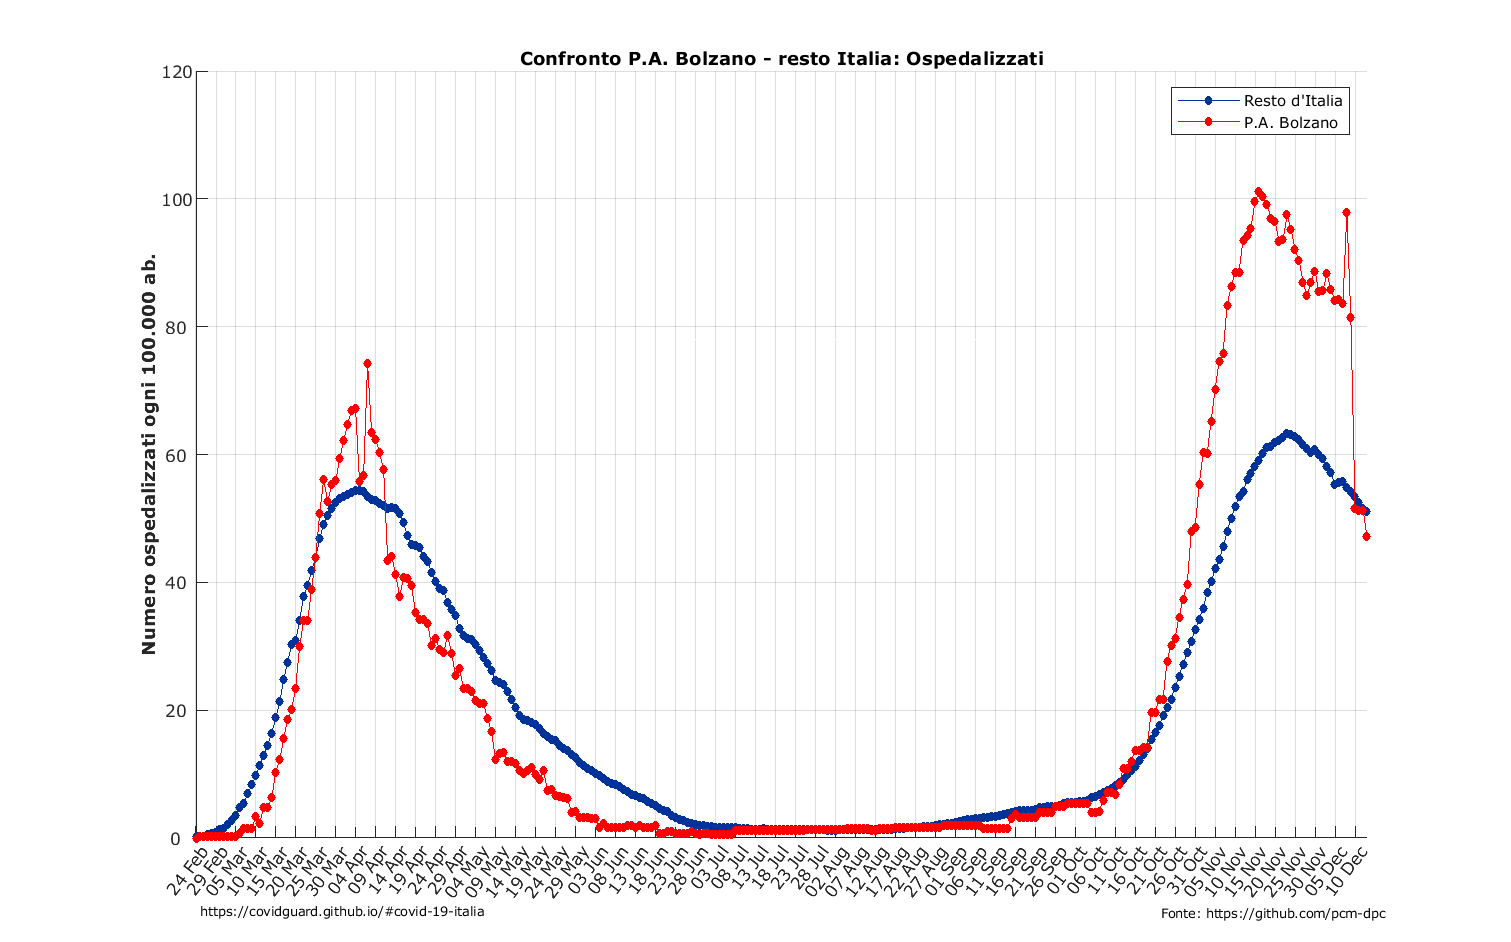 Confronto P.A. Bolzano - resto Italia: Ospedalizzati
Resto d'Italia
P.A. Bolzano
Numero ospedalizzati ogni 100.000 ab.
120
100
80
60
40
20
0
24 Feb
29 Feb
05 Mar
10 Mar
15 Mar
20 Mar
25 Mar
30 Mar
04 Apr
09 Apr
14 Apr
19 Apr
24 Apr
29 Apr
04 May
09 May
14 May
19 May
24 May
29 May
03 Jun
08 Jun
13 Jun
18 Jun
23 Jun
28 Jun
03 Jul
08 Jul
13 Jul
18 Jul
23 Jul
28 Jul
02 Aug
07 Aug
12 Aug
17 Aug
22 Aug
27 Aug
01 Sep
06 Sep
11 Sep
16 Sep
21 Sep
26 Sep
01 Oct
06 Oct
11 Oct
16 Oct
21 Oct
26 Oct
31 Oct
05 Nov
10 Nov
15 Nov
20 Nov
25 Nov
30 Nov
05 Dec
10 Dec
https://covidguard.github.io/#covid-19-italia
Fonte: https://github.com/pcm-dpc